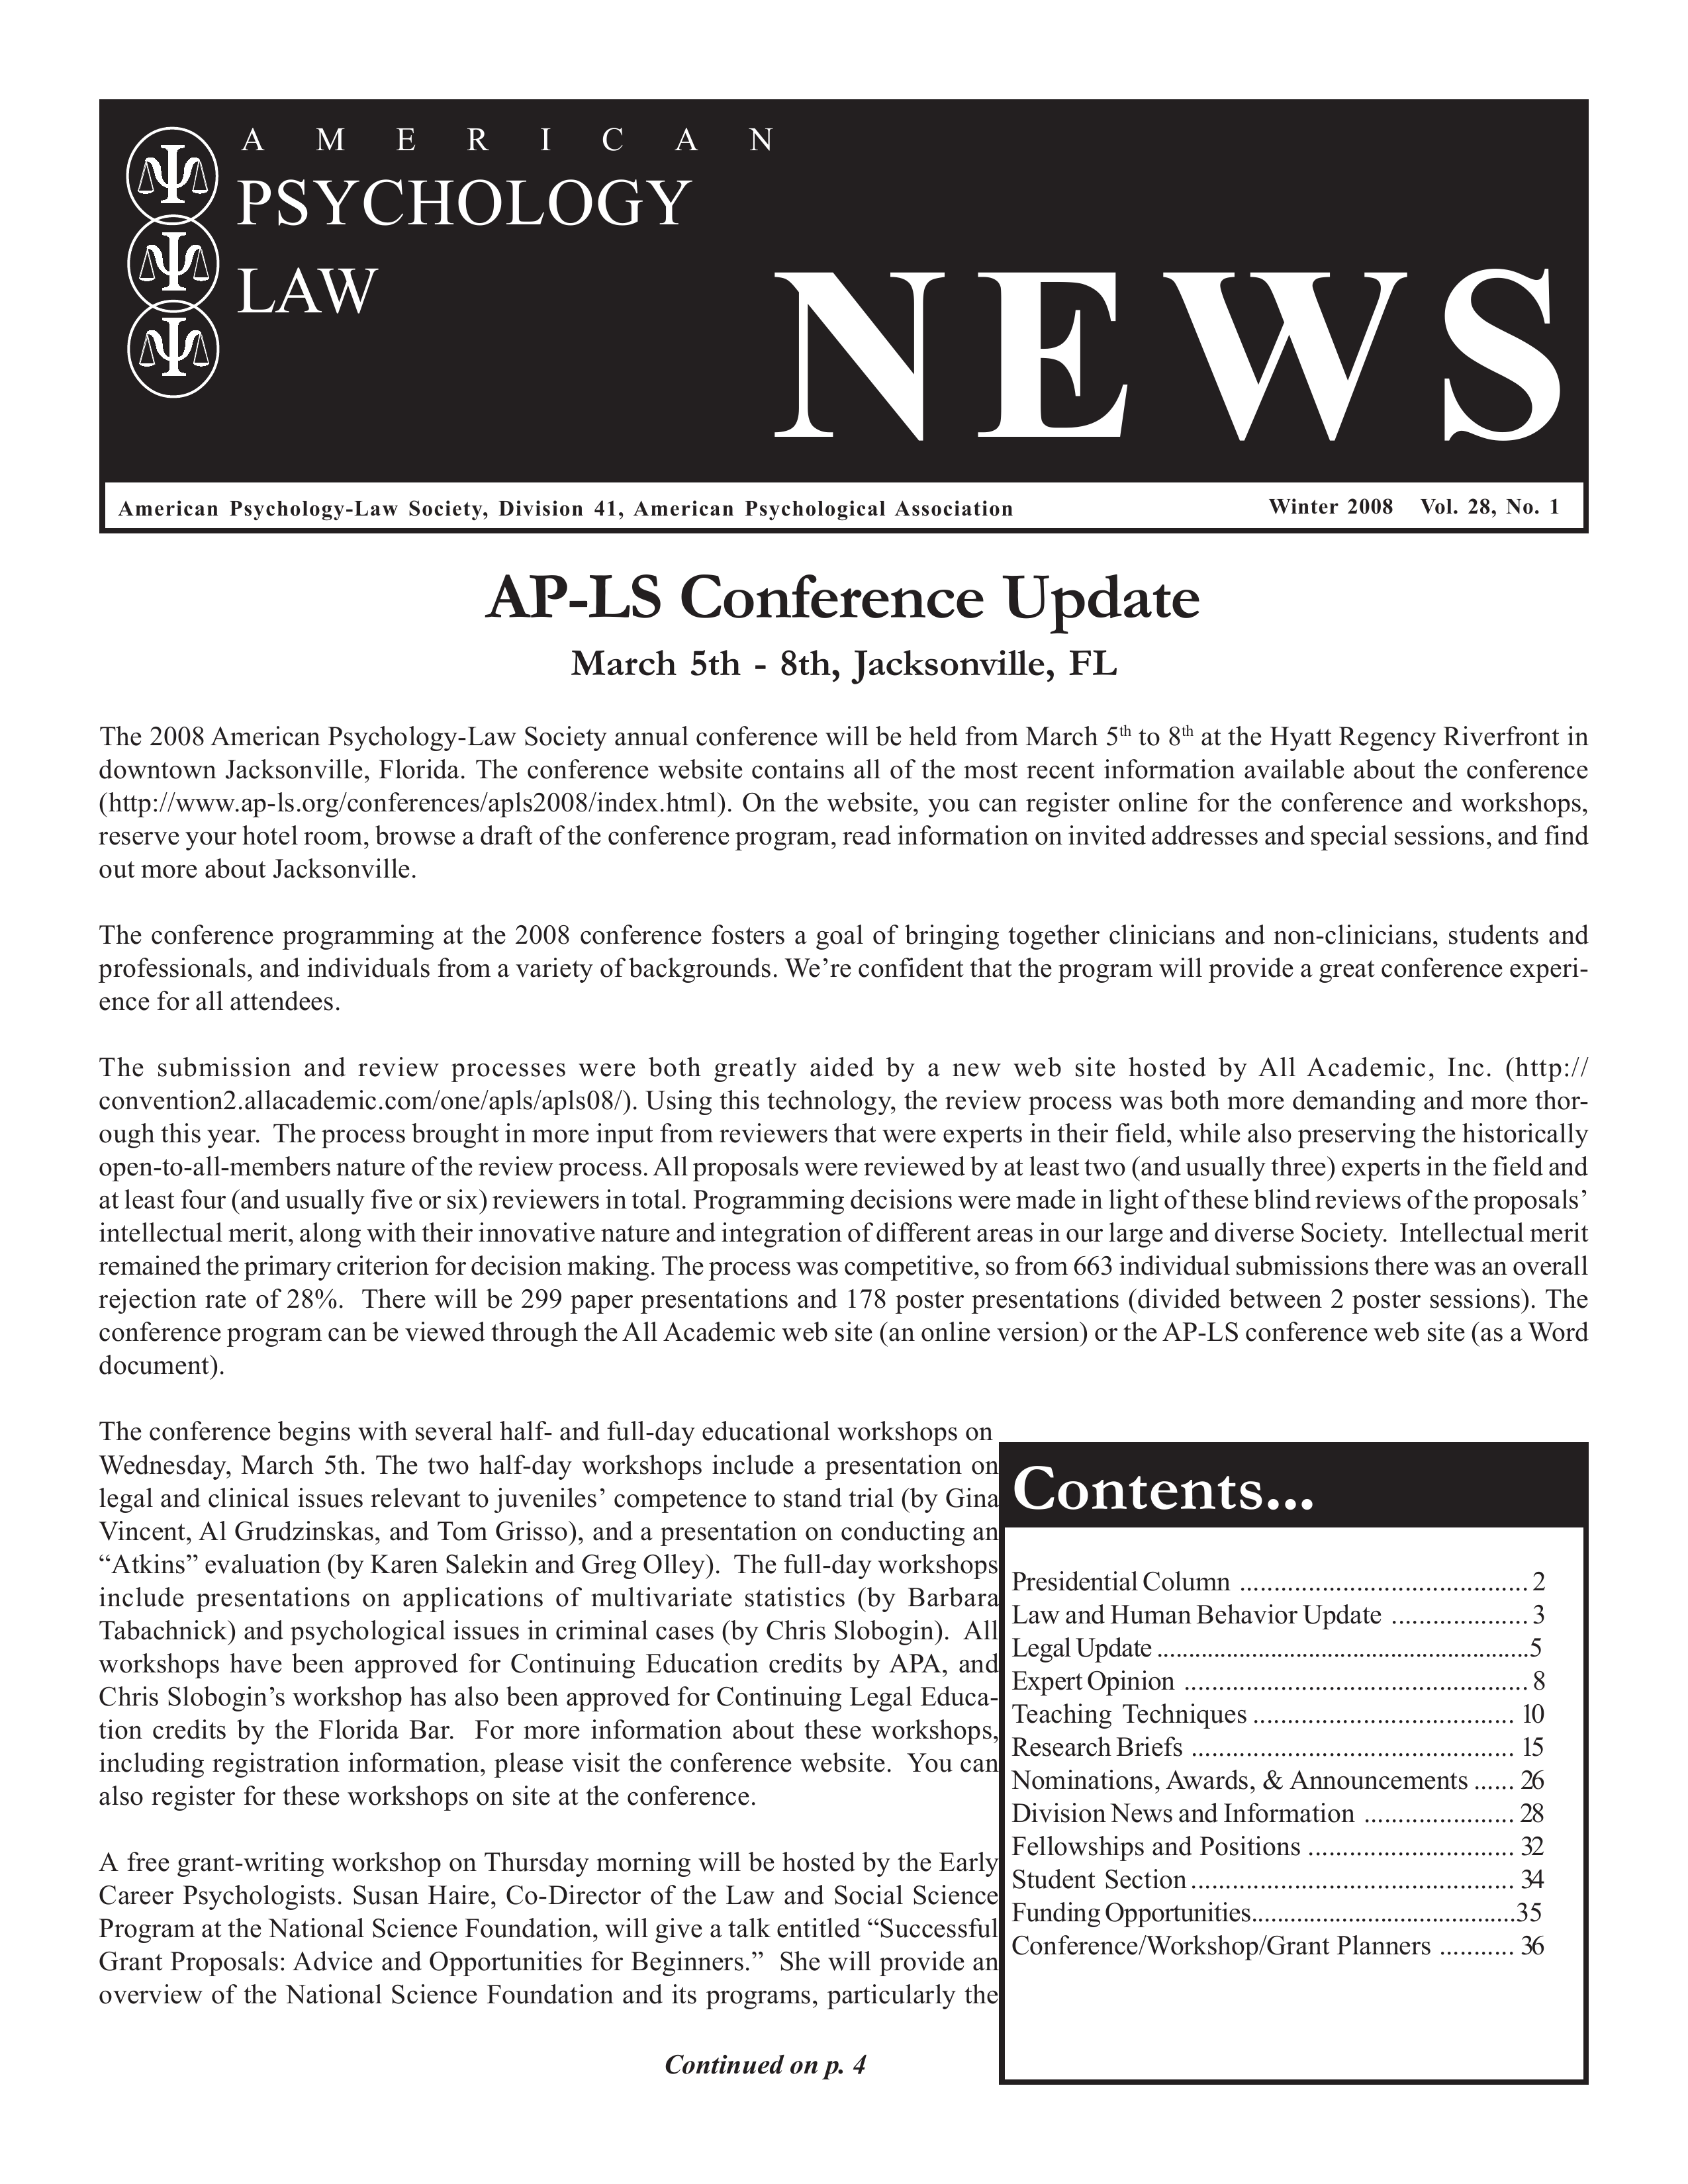 A M E R I C A N
PSYCHOLOGY
LAW
NEWS
American Psychology-Law Society, Division 41, American Psychological Association
Winter 2008 Vol. 28, No. 1
AP-LS Conference Update
March 5th - 8th, Jacksonville, FL
The 2008 American Psychology-Law Society annual conference will be held from March 5th to 8th at the Hyatt Regency Riverfront in
downtown Jacksonville, Florida. The conference website contains all of the most recent information available about the conference
(http://www.ap-ls.org/conferences/apls2008/index.html). On the website, you can register online for the conference and workshops,
reserve your hotel room, browse a draft of the conference program, read information on invited addresses and special sessions, and find
out more about Jacksonville.
The conference programming at the 2008 conference fosters a goal of bringing together clinicians and non-clinicians, students and
professionals, and individuals from a variety of backgrounds. We're confident that the program will provide a great conference experi-
ence for all attendees.
The submission and review processes were both greatly aided by a new web site hosted by All Academic, Inc. (http://
convention2.allacademic.com/one/apls/apls08/). Using this technology, the review process was both more demanding and more thor-
ough this year. The process brought in more input from reviewers that were experts in their field, while also preserving the historically
open-to-all-members nature of the review process. All proposals were reviewed by at least two (and usually three) experts in the field and
at least four (and usually five or six) reviewers in total. Programming decisions were made in light of these blind reviews of the proposals'
intellectual merit, along with their innovative nature and integration of different areas in our large and diverse Society. Intellectual merit
remained the primary criterion for decision making. The process was competitive, so from 663 individual submissions there was an overall
rejection rate of 28%. There will be 299 paper presentations and 178 poster presentations (divided between 2 poster sessions). The
conference program can be viewed through the All Academic web site (an online version) or the AP-LS conference web site (as a Word
document).
The conference begins with several half- and full-day educational workshops on
Wednesday, March 5th. The two half-day workshops include a presentation on
legal and clinical issues relevant to juveniles' competence to stand trial (by Gina
Vincent, Al Grudzinskas, and Tom Grisso), and a presentation on conducting an
“Atkins” evaluation (by Karen Salekin and Greg Olley). The full-day workshops
include presentations on applications of multivariate statistics (by Barbara
Tabachnick) and psychological issues in criminal cases (by Chris Slobogin). All
workshops have been approved for Continuing Education credits by APA, and
Chris Slobogin's workshop has also been approved for Continuing Legal Educa-
tion credits by the Florida Bar. For more information about these workshops,
including registration information, please visit the conference website. You can
also register for these workshops on site at the conference.
A free grant-writing workshop on Thursday morning will be hosted by the Early
Career Psychologists. Susan Haire, Co-Director of the Law and Social Science
Program at the National Science Foundation, will give a talk entitled “Successful
Grant Proposals: Advice and Opportunities for Beginners.” She will provide an
overview of the National Science Foundation and its programs, particularly the
Continued on p. 4
Contents...
Presidential Column .......................................... 2
Law and Human Behavior Update .................... 3
Legal Update ......................................................5
Expert Opinion .................................................. 8
Teaching Techniques ...................................... 10
Research Briefs ............................................... 15
Nominations, Awards, & Announcements ...... 26
Division News and Information ...................... 28
Fellowships and Positions .............................. 32
Student Section ............................................... 34
Funding Opportunities......................................35
Conference/Workshop/Grant Planners ........... 36